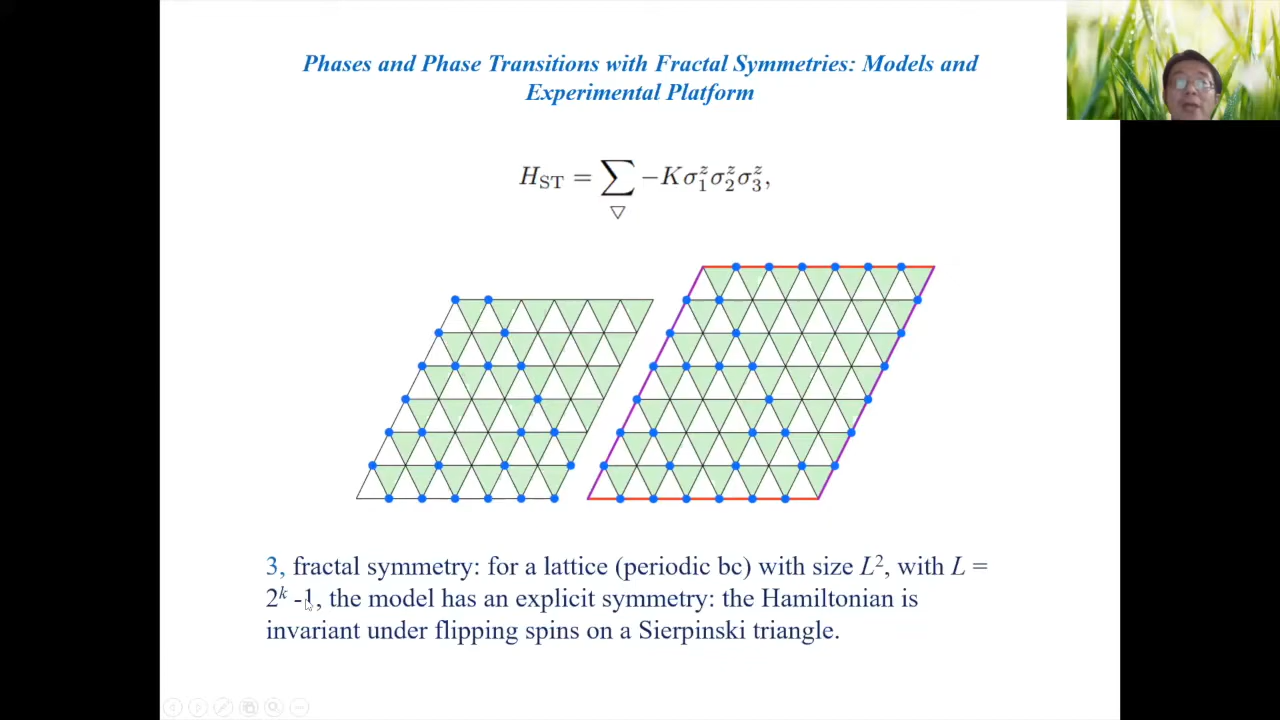 Phases and Phase Transitions with Fractal Symmetries: Models and
Experimental Platform
H_ST = ∑_▽ −Kσ₁ᶻσ₂ᶻσ₃ᶻ,
3, fractal symmetry: for a lattice (periodic bc) with size L², with L =
2ᵏ -1, the model has an explicit symmetry: the Hamiltonian is
invariant under flipping spins on a Sierpinski triangle.